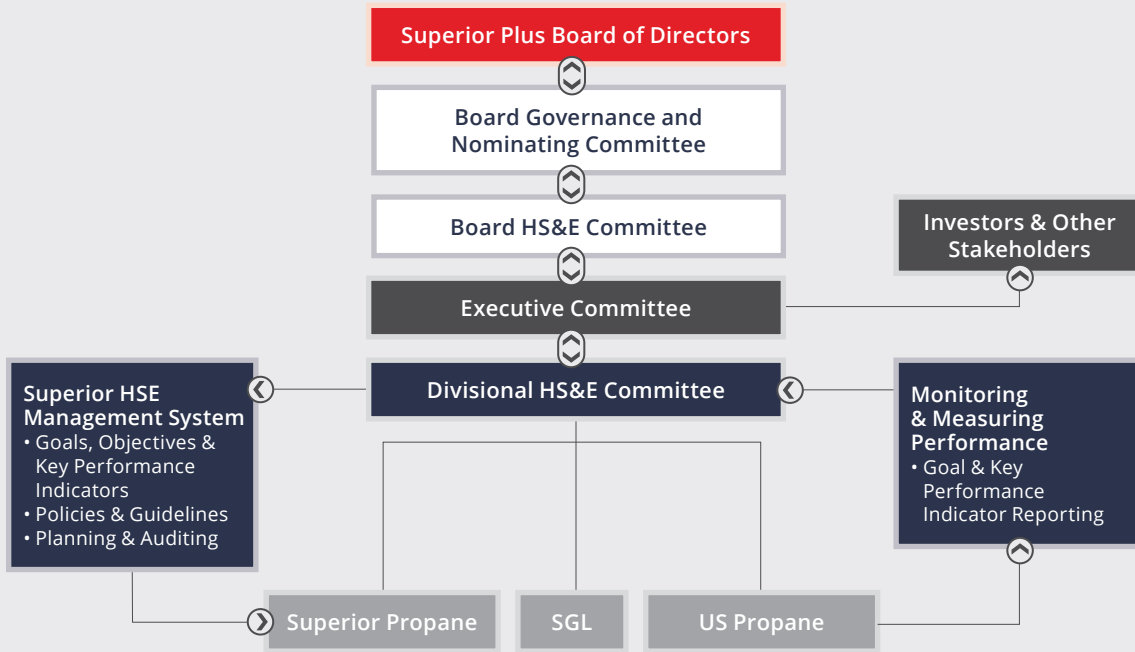 Superior Plus Board of Directors
Board Governance and
Nominating Committee
Board HS&E Committee
Investors & Other
Stakeholders
Executive Committee
Divisional HS&E Committee
Superior HSE
Management System
• Goals, Objectives &
Key Performance
Indicators
• Policies & Guidelines
• Planning & Auditing
Monitoring
& Measuring
Performance
• Goal & Key
Performance
Indicator Reporting
Superior Propane
SGL
US Propane